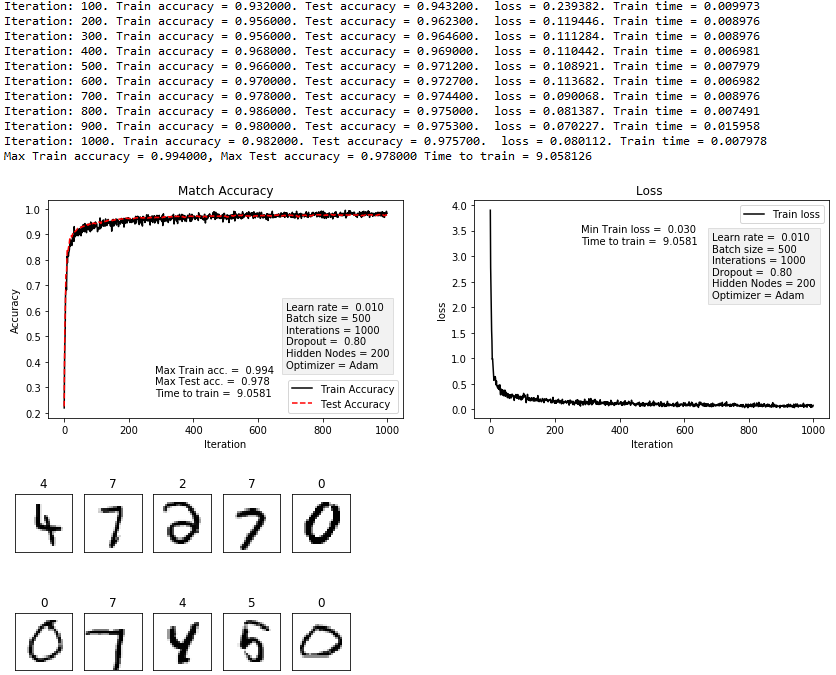 Iteration: 100. Train accuracy = 0.932000. Test accuracy = 0.943200.  loss = 0.239382. Train time = 0.009973
Iteration: 200. Train accuracy = 0.956000. Test accuracy = 0.962300.  loss = 0.119446. Train time = 0.008976
Iteration: 300. Train accuracy = 0.956000. Test accuracy = 0.964600.  loss = 0.111284. Train time = 0.008976
Iteration: 400. Train accuracy = 0.968000. Test accuracy = 0.969000.  loss = 0.110442. Train time = 0.006981
Iteration: 500. Train accuracy = 0.966000. Test accuracy = 0.971200.  loss = 0.108921. Train time = 0.007979
Iteration: 600. Train accuracy = 0.970000. Test accuracy = 0.972700.  loss = 0.113682. Train time = 0.006982
Iteration: 700. Train accuracy = 0.978000. Test accuracy = 0.974400.  loss = 0.090068. Train time = 0.008976
Iteration: 800. Train accuracy = 0.986000. Test accuracy = 0.975000.  loss = 0.081387. Train time = 0.007491
Iteration: 900. Train accuracy = 0.980000. Test accuracy = 0.975300.  loss = 0.070227. Train time = 0.015958
Iteration: 1000. Train accuracy = 0.982000. Test accuracy = 0.975700.  loss = 0.080112. Train time = 0.007978
Max Train accuracy = 0.994000, Max Test accuracy = 0.978000 Time to train = 9.058126
Match Accuracy
Accuracy
1.0
0.9
0.8
0.7
0.6
0.5
0.4
0.3
0.2
Learn rate =  0.010
Batch size = 500
Interations = 1000
Dropout =  0.80
Hidden Nodes = 200
Optimizer = Adam
Max Train acc. =  0.994
Max Test acc. =  0.978
Time to train =  9.0581
Train Accuracy
Test Accuracy
0 200 400 600 800 1000
Iteration
Loss
loss
4.0
3.5
3.0
2.5
2.0
1.5
1.0
0.5
0.0
Train loss
Min Train loss =  0.030
Time to train =  9.0581
Learn rate =  0.010
Batch size = 500
Interations = 1000
Dropout =  0.80
Hidden Nodes = 200
Optimizer = Adam
0 200 400 600 800 1000
Iteration
4 7 2 7 0
4 7 2 7 0
0 7 4 5 0
0 7 4 5 0